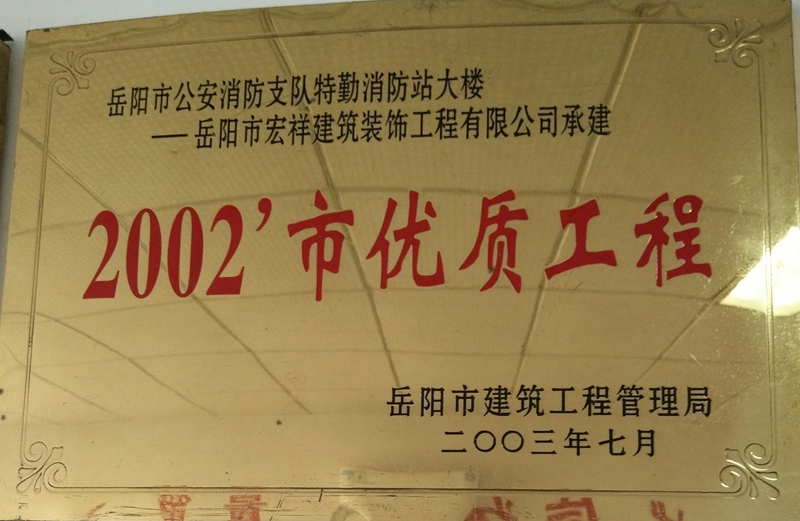 岳阳市公安消防支队特勤消防站大楼
—岳阳市宏祥建筑装饰工程有限公司承建
2002’市优质工程
岳阳市建筑工程管理局
二〇〇三年七月